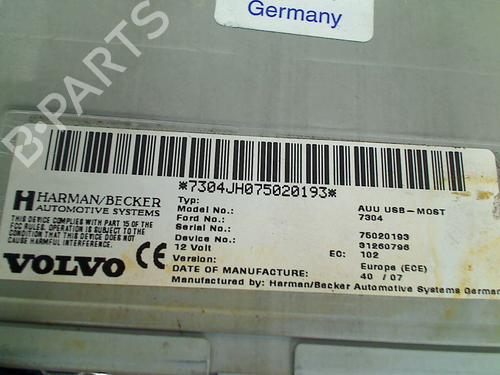 Germany
B-PARTS
*7304JH075020193*
HARMAN/BECKER
AUTOMOTIVE SYSTEMS
THIS DEVICE COMPLIES WITH PART 15 OF THE
FCC RULES. OPERATION IS SUBJECT TO THE
CONDITION THAT THIS DEVICE DOES NOT
CAUSE HARMFUL INTERFERENCE.
CE
VOLVO
Typ:
Model No.: AUU USB-MOST
Ford No.: 7304
Serial No.:
Device No.: 75020193
12 Volt 31260796
Version: EC: 102
Europe (ECE)
DATE OF MANUFACTURE: 40 / 07
Manufactured by: Harman/Becker Automotive Systems German